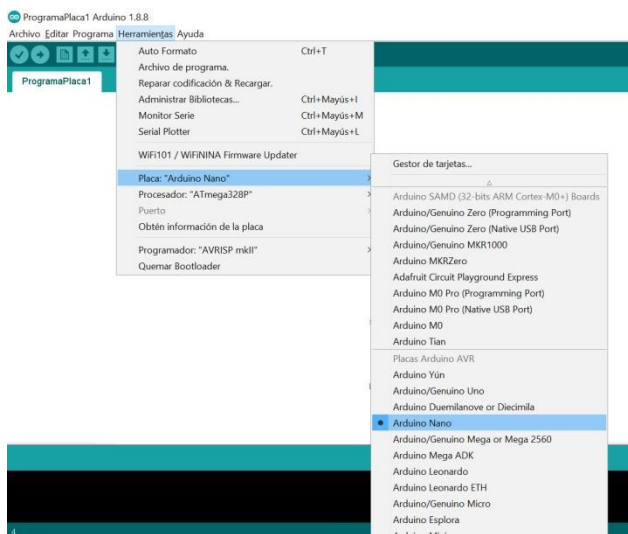 ProgramaPlaca1 Arduino 1.8.8
Archivo Editar Programa Herramientas Ayuda
ProgramaPlaca1
Auto Formato Ctrl+T
Archivo de programa.
Reparar codificación & Recargar.
Administrar Bibliotecas... Ctrl+Mayús+I
Monitor Serie Ctrl+Mayús+M
Serial Plotter Ctrl+Mayús+L
WiFi101 / WiFiNINA Firmware Updater
Placa: "Arduino Nano"
Procesador: "ATmega328P"
Puerto
Obtén información de la placa
Programador: "AVRISP mkII"
Quemar Bootloader
Gestor de tarjetas...
Arduino SAMD (32-bits ARM Cortex-M0+) Boards
Arduino/Genuino Zero (Programming Port)
Arduino/Genuino Zero (Native USB Port)
Arduino/Genuino MKR1000
Arduino MKRZero
Adafruit Circuit Playground Express
Arduino M0 Pro (Programming Port)
Arduino M0 Pro (Native USB Port)
Arduino M0
Arduino Tian
Placas Arduino AVR
Arduino Yún
Arduino/Genuino Uno
Arduino Duemilanove or Diecimila
Arduino Nano
Arduino/Genuino Mega or Mega 2560
Arduino Mega ADK
Arduino Leonardo
Arduino Leonardo ETH
Arduino/Genuino Micro
Arduino Esplora
4